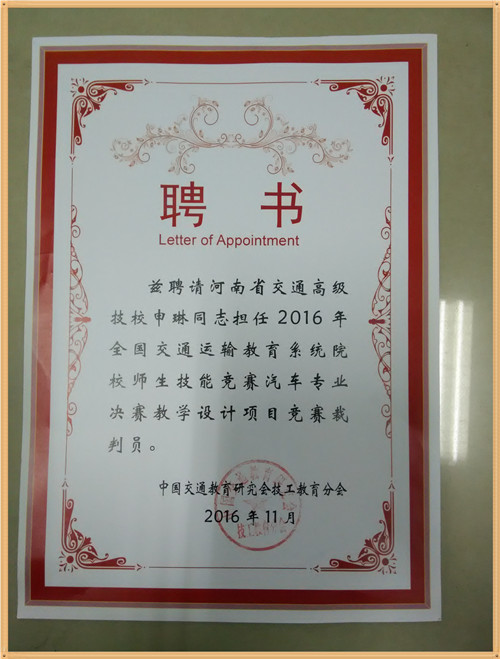 聘书
Letter of Appointment
兹聘请河南省交通高级
技校申琳同志担任2016年
全国交通运输教育系统院
校师生技能竞赛汽车专业
决赛教学设计项目竞赛裁
判员。
中国交通教育研究会技工教育分会
2016年11月